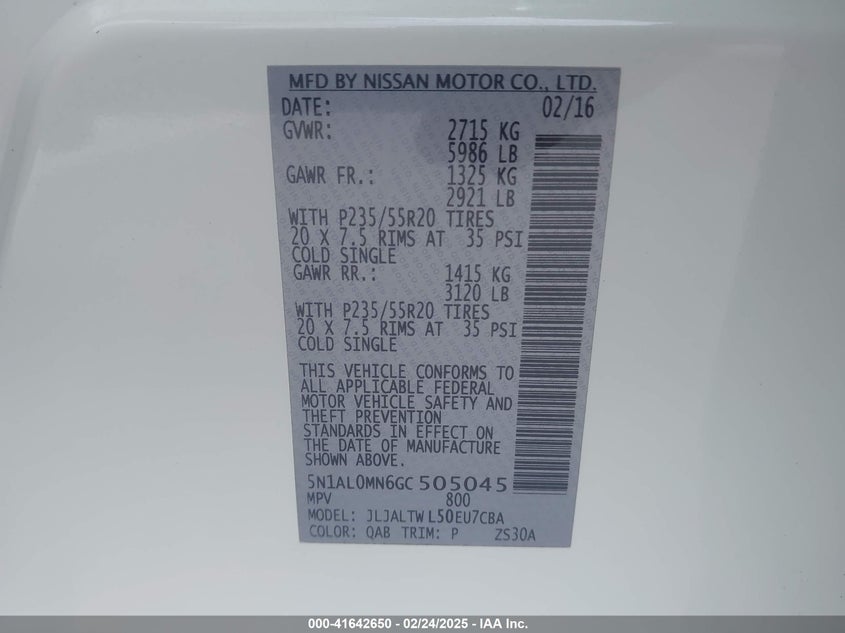 MFD BY NISSAN MOTOR CO., LTD.
DATE: 02/16
GVWR: 2715 KG
5986 LB
GAWR FR.: 1325 KG
2921 LB
WITH P235/55R20 TIRES
20 X 7.5 RIMS AT 35 PSI
COLD SINGLE
GAWR RR.: 1415 KG
3120 LB
WITH P235/55R20 TIRES
20 X 7.5 RIMS AT 35 PSI
COLD SINGLE
THIS VEHICLE CONFORMS TO
ALL APPLICABLE FEDERAL
MOTOR VEHICLE SAFETY AND
THEFT PREVENTION
STANDARDS IN EFFECT ON
THE DATE OF MANUFACTURE
SHOWN ABOVE.
5N1AL0MN6GC 505045
MPV 800
MODEL: JLJALTW L50EU7CBA
COLOR: QAB TRIM: P ZS30A
000-41642650 - 02/24/2025 - IAA Inc.